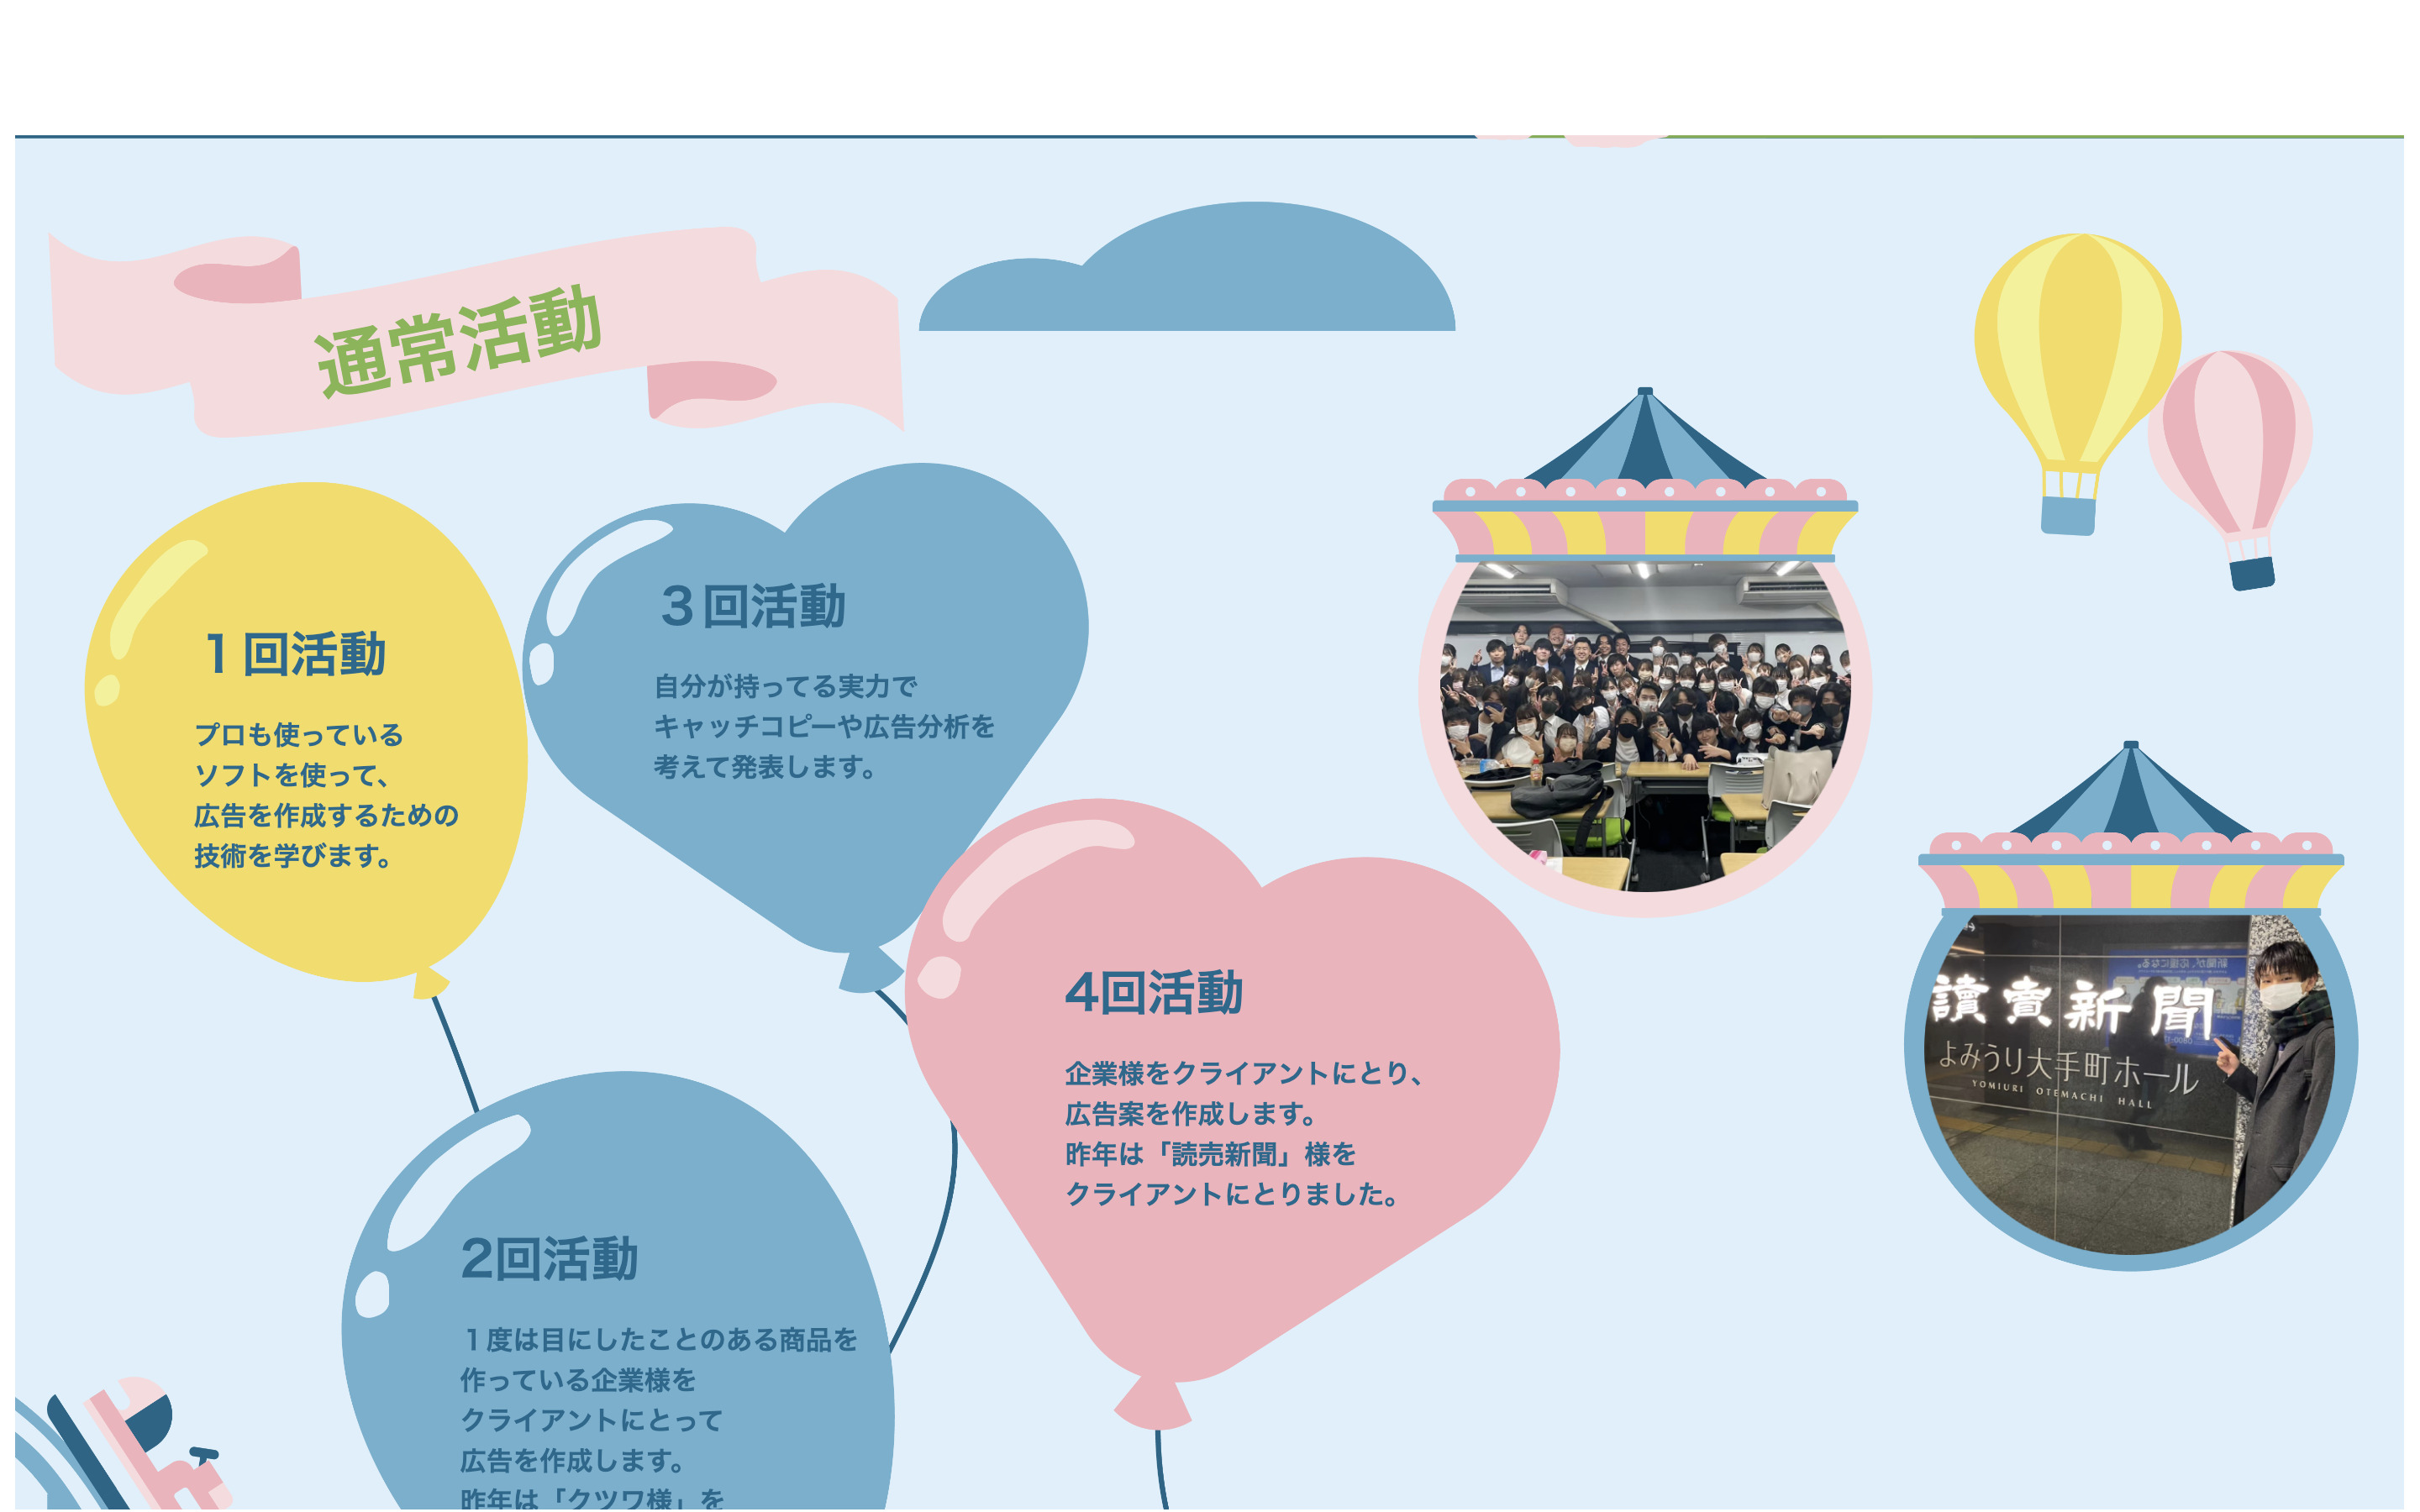 通常活動
1回活動
プロも使っている
ソフトを使って、
広告を作成するための
技術を学びます。
3回活動
自分が持ってる実力で
キャッチコピーや広告分析を
考えて発表します。
4回活動
企業様をクライアントにとり、
広告案を作成します。
昨年は「読売新聞」様を
クライアントにとりました。
2回活動
1度は目にしたことのある商品を
作っている企業様を
クライアントにとって
広告を作成します。
昨年は「クツワ様」を
讀賣新聞
よみうり大手町ホール
YOMIURI OTEMACHI HALL